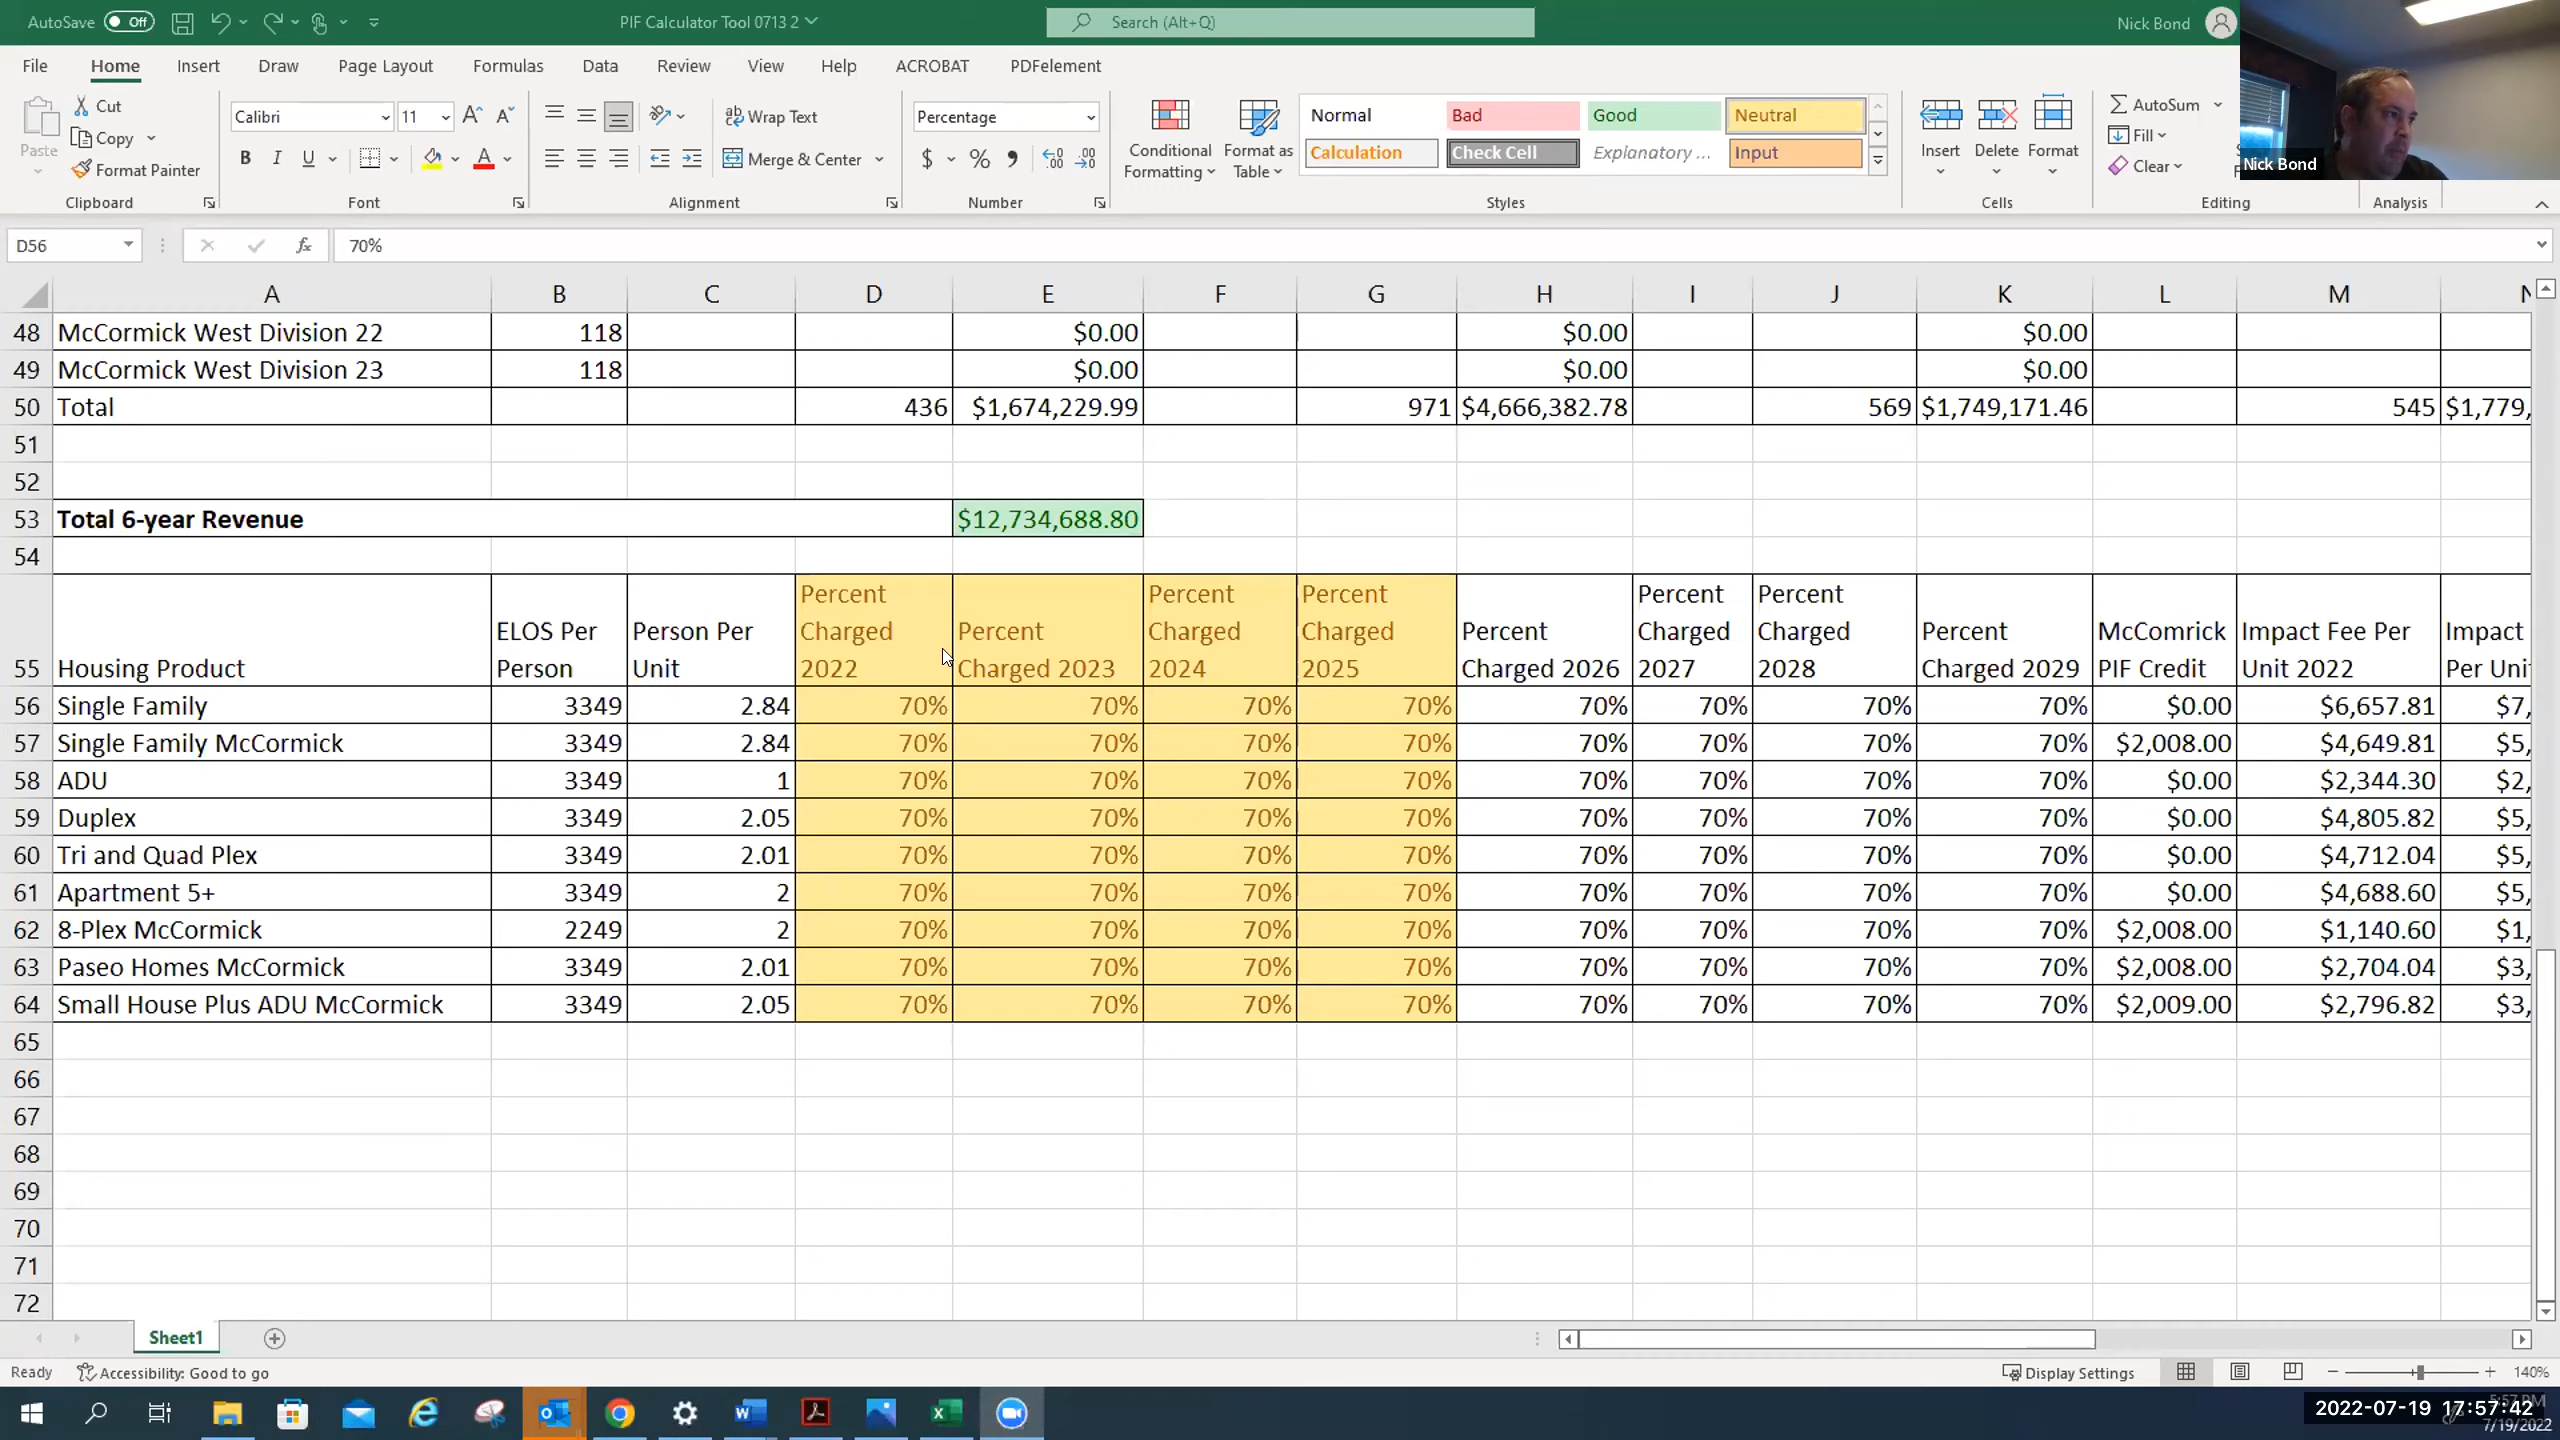 AutoSave Off PIF Calculator Tool 0713 2 Search (Alt+Q) Nick Bond
File Home Insert Draw Page Layout Formulas Data Review View Help ACROBAT PDFelement
Cut Calibri 11 Wrap Text Percentage Normal Bad Good Neutral AutoSum
Copy Fill
Paste Format Painter B I U A Merge & Center $ % Conditional Formatting Format as Table Calculation Check Cell Explanatory ... Input Insert Delete Format Clear Nick Bond
Clipboard Font Alignment Number Styles Cells Editing Analysis
D56 fx 70%
A B C D E F G H I J K L M
48 McCormick West Division 22 118 $0.00 $0.00 $0.00
49 McCormick West Division 23 118 $0.00 $0.00 $0.00
50 Total 436 $1,674,229.99 971 $4,666,382.78 569 $1,749,171.46 545 $1,779,
51
52
53 Total 6-year Revenue $12,734,688.80
54
55 Housing Product ELOS Per Person Person Per Unit Percent Charged 2022 Percent Charged 2023 Percent Charged 2024 Percent Charged 2025 Percent Charged 2026 Percent Charged 2027 Percent Charged 2028 Percent Charged 2029 McComrick PIF Credit Impact Fee Per Unit 2022 Impact Per Uni
56 Single Family 3349 2.84 70% 70% 70% 70% 70% 70% 70% 70% $0.00 $6,657.81 $7,
57 Single Family McCormick 3349 2.84 70% 70% 70% 70% 70% 70% 70% 70% $2,008.00 $4,649.81 $5,
58 ADU 3349 1 70% 70% 70% 70% 70% 70% 70% 70% $0.00 $2,344.30 $2,
59 Duplex 3349 2.05 70% 70% 70% 70% 70% 70% 70% 70% $0.00 $4,805.82 $5,
60 Tri and Quad Plex 3349 2.01 70% 70% 70% 70% 70% 70% 70% 70% $0.00 $4,712.04 $5,
61 Apartment 5+ 3349 2 70% 70% 70% 70% 70% 70% 70% 70% $0.00 $4,688.60 $5,
62 8-Plex McCormick 2249 2 70% 70% 70% 70% 70% 70% 70% 70% $2,008.00 $1,140.60 $1,
63 Paseo Homes McCormick 3349 2.01 70% 70% 70% 70% 70% 70% 70% 70% $2,008.00 $2,704.04 $3,
64 Small House Plus ADU McCormick 3349 2.05 70% 70% 70% 70% 70% 70% 70% 70% $2,009.00 $2,796.82 $3,
65
66
67
68
69
70
71
72
Sheet1
Ready Accessibility: Good to go Display Settings 140%
2022-07-19 17:57:42
7/19/2022